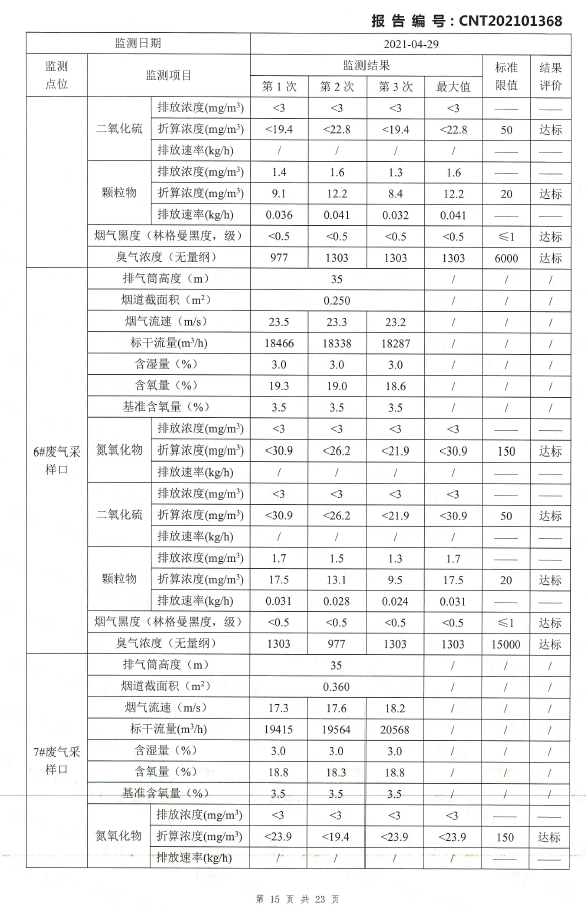 报 告 编 号: CNT202101368
监测日期 2021-04-29
监测点位 监测项目 监测结果 标准限值 结果评价
第1次 第2次 第3次 最大值
二氧化硫 排放浓度(mg/m³) <3 <3 <3 <3 —— ——
折算浓度(mg/m³) <19.4 <22.8 <19.4 <22.8 50 达标
排放速率(kg/h) / / / / —— ——
颗粒物 排放浓度(mg/m³) 1.4 1.6 1.3 1.6 —— ——
折算浓度(mg/m³) 9.1 12.2 8.4 12.2 20 达标
排放速率(kg/h) 0.036 0.041 0.032 0.041 —— ——
烟气黑度(林格曼黑度,级) <0.5 <0.5 <0.5 <0.5 ≤1 达标
臭气浓度(无量纲) 977 1303 1303 1303 6000 达标
6#废气采样口 排气筒高度(m) 35 / / /
烟道截面积(m²) 0.250 / / /
烟气流速(m/s) 23.5 23.3 23.2 / / /
标干流量(m³/h) 18466 18338 18287 / / /
含湿量(%) 3.0 3.0 3.0 / / /
含氧量(%) 19.3 19.0 18.6 / / /
基准含氧量(%) 3.5 3.5 3.5 / / /
氮氧化物 排放浓度(mg/m³) <3 <3 <3 <3 —— ——
折算浓度(mg/m³) <30.9 <26.2 <21.9 <30.9 150 达标
排放速率(kg/h) / / / / —— ——
二氧化硫 排放浓度(mg/m³) <3 <3 <3 <3 —— ——
折算浓度(mg/m³) <30.9 <26.2 <21.9 <30.9 50 达标
排放速率(kg/h) / / / / —— ——
颗粒物 排放浓度(mg/m³) 1.7 1.5 1.3 1.7 —— ——
折算浓度(mg/m³) 17.5 13.1 9.5 17.5 20 达标
排放速率(kg/h) 0.031 0.028 0.024 0.031 —— ——
烟气黑度(林格曼黑度,级) <0.5 <0.5 <0.5 <0.5 ≤1 达标
臭气浓度(无量纲) 1303 977 1303 1303 15000 达标
7#废气采样口 排气筒高度(m) 35 / / /
烟道截面积(m²) 0.360 / / /
烟气流速(m/s) 17.3 17.6 18.2 / / /
标干流量(m³/h) 19415 19564 20568 / / /
含湿量(%) 3.0 3.0 3.0 / / /
含氧量(%) 18.8 18.3 18.8 / / /
基准含氧量(%) 3.5 3.5 3.5 / / /
氮氧化物 排放浓度(mg/m³) <3 <3 <3 <3 —— ——
折算浓度(mg/m³) <23.9 <19.4 <23.9 <23.9 150 达标
排放速率(kg/h) / / / / —— ——
第 15 页 共 23 页